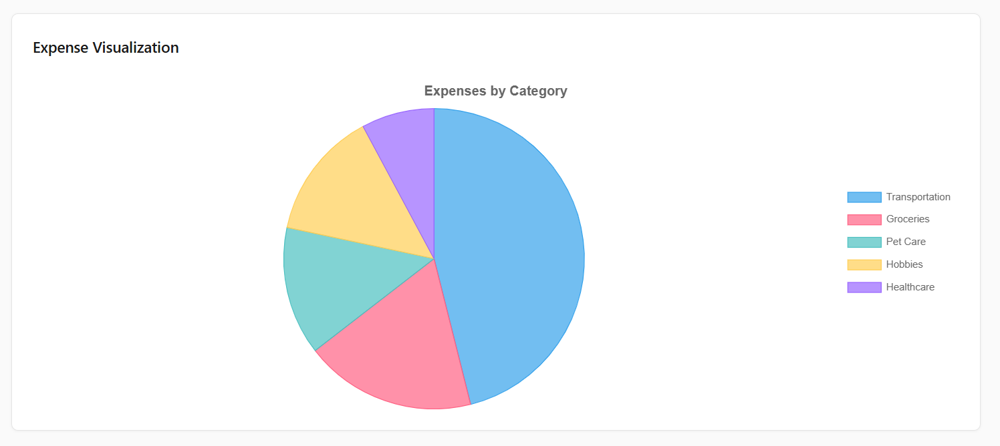 Expense Visualization
Expenses by Category
Transportation
Groceries
Pet Care
Hobbies
Healthcare